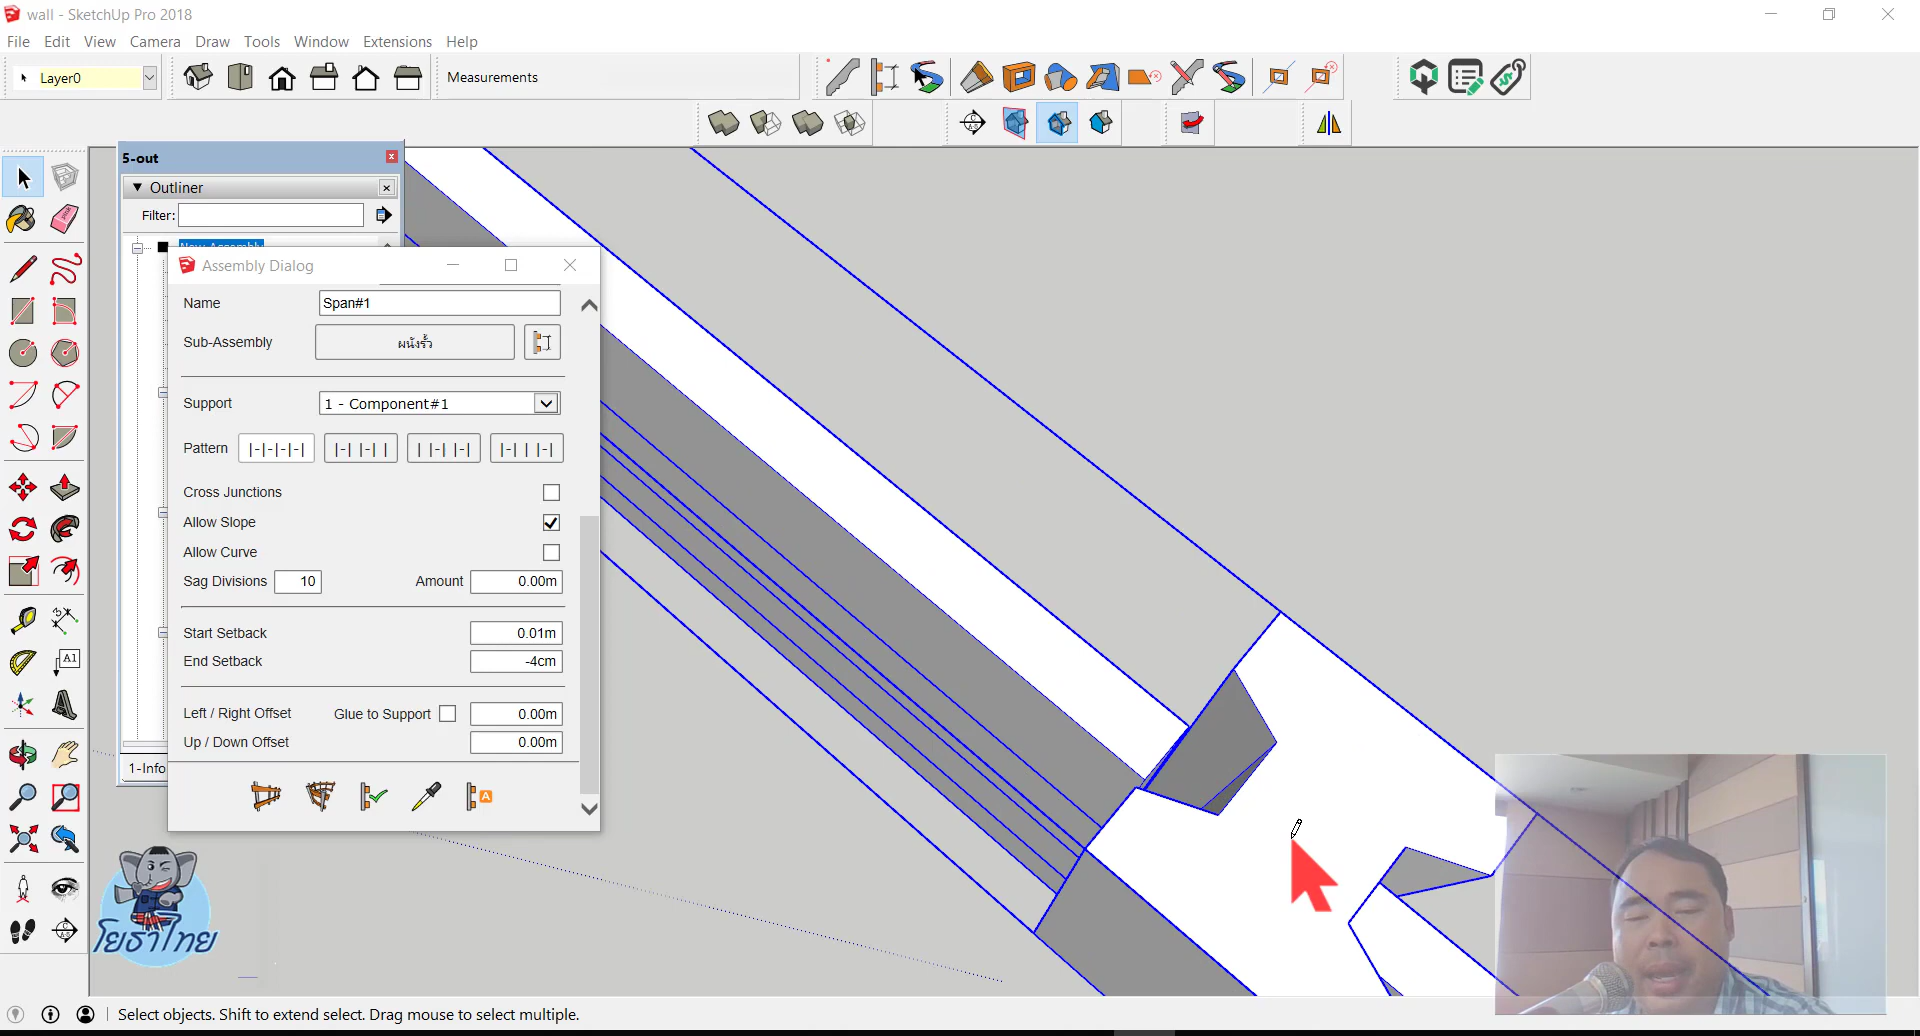 wall - SketchUp Pro 2018
File Edit View Camera Draw Tools Window Extensions Help
Layer0
Measurements
5-out
Outliner
Filter:
New Assembly
Assembly Dialog
Name Span#1
Sub-Assembly ผนังรั้ว
Support 1 - Component#1
Pattern |-|-|-|-| |-| |-| | | |-| |-| |-| | |-|
Cross Junctions
Allow Slope
Allow Curve
Sag Divisions 10 Amount 0.00m
Start Setback 0.01m
End Setback -4cm
Left / Right Offset Glue to Support 0.00m
Up / Down Offset 0.00m
1-Info
A
A1
โยธาไทย
Select objects. Shift to extend select. Drag mouse to select multiple.